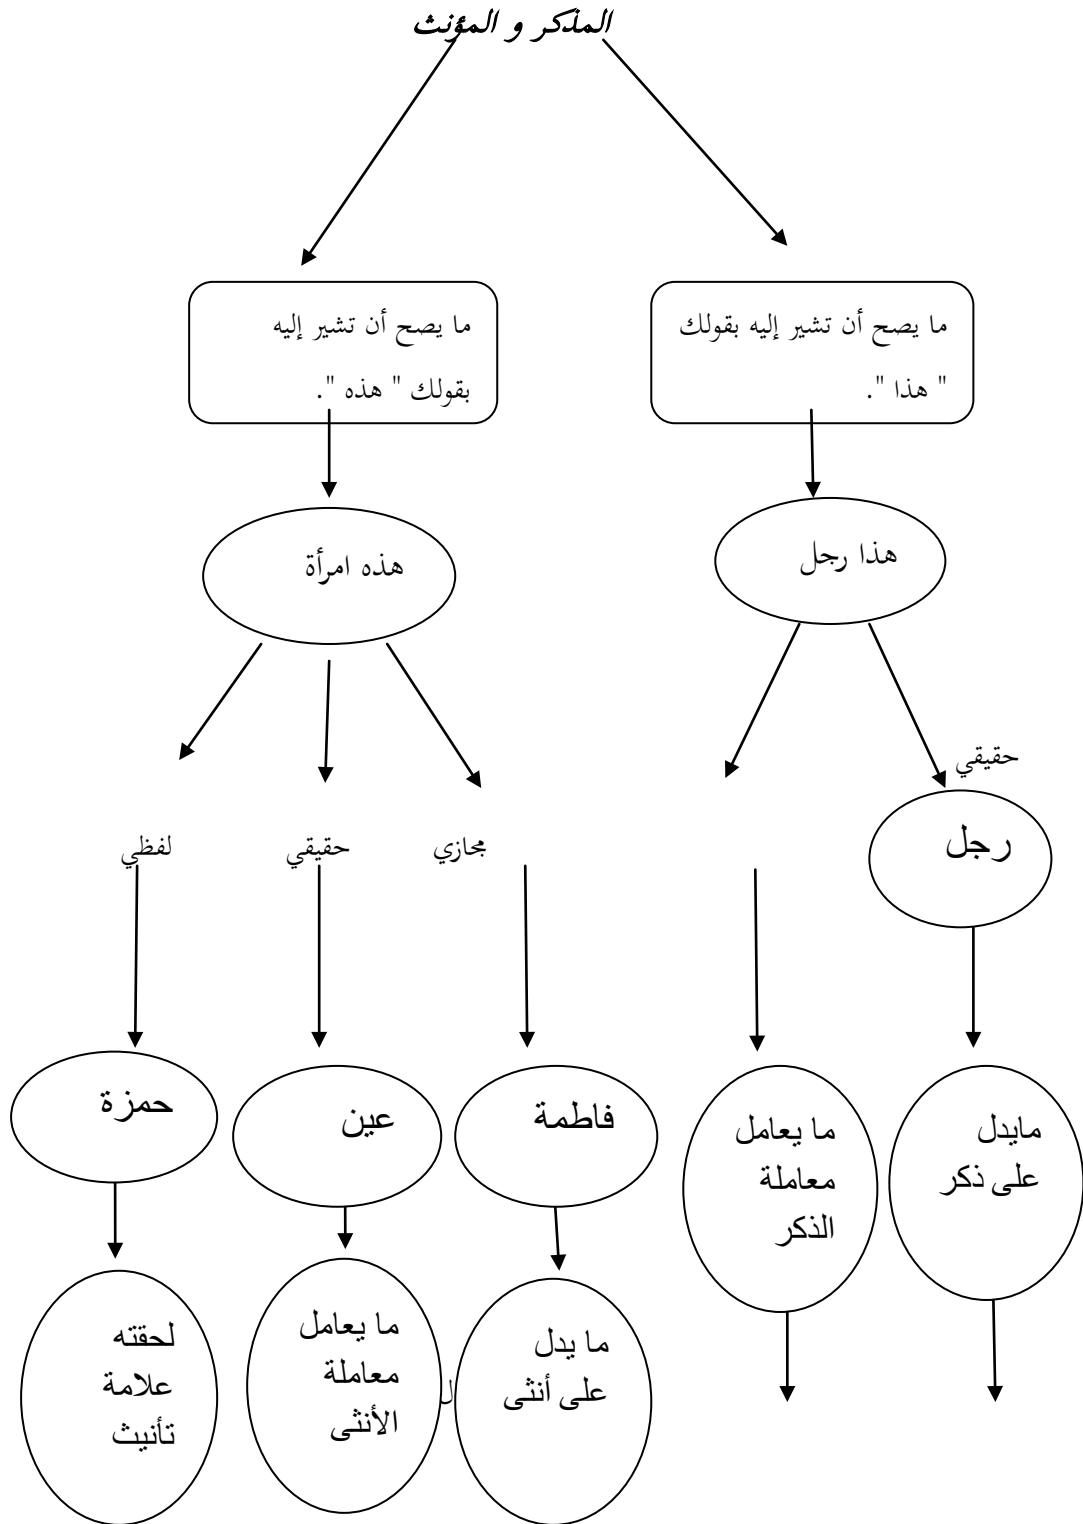 المذكر و المؤنث
ما يصح أن تشير إليه بقولك
" هذا ".
ما يصح أن تشير إليه
بقولك " هذه ".
هذا رجل
هذه امرأة
حقيقي
رجل
مجازي
حقيقي
لفظي
مايدل
على ذكر
ما يعامل
معاملة
الذكر
فاطمة
عين
حمزة
ما يدل
على أنثى
ل
ما يعامل
معاملة
الأنثى
لحقته
علامة
تأنيث